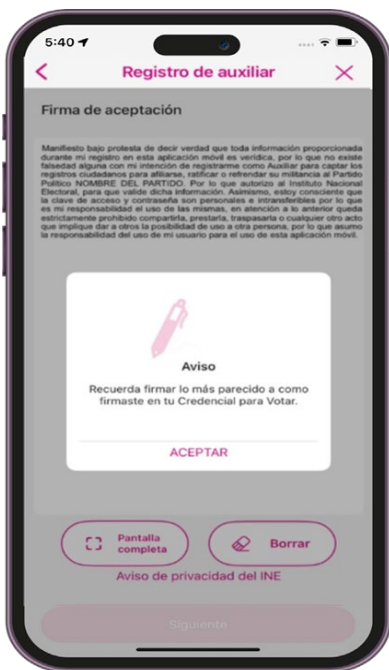 5:40
Registro de auxiliar
Firma de aceptación
Manifiesto bajo protesta de decir verdad que toda información proporcionada
durante mi registro en esta aplicación móvil es verídica, por lo que no existe
falsedad alguna con mi intención de registrarme como Auxiliar para captar los
registros ciudadanos para afiliarse, ratificar o refrendar su militancia al Partido
Político NOMBRE DEL PARTIDO. Por lo que autorizo al Instituto Nacional
Electoral, para que valide dicha información. Asimismo, estoy consciente que
la clave de acceso y contraseña son personales e intransferibles por lo que
es mi responsabilidad el uso de las mismas, en atención a lo anterior queda
estrictamente prohibido compartirla, prestarla, traspasarla o cualquier otro acto
que implique dar a otros la posibilidad de uso a otra persona, por lo que asumo
la responsabilidad del uso de mi usuario para el uso de esta aplicación móvil.
Aviso
Recuerda firmar lo más parecido a como
firmaste en tu Credencial para Votar.
ACEPTAR
Pantalla
completa
Borrar
Aviso de privacidad del INE
Siguiente